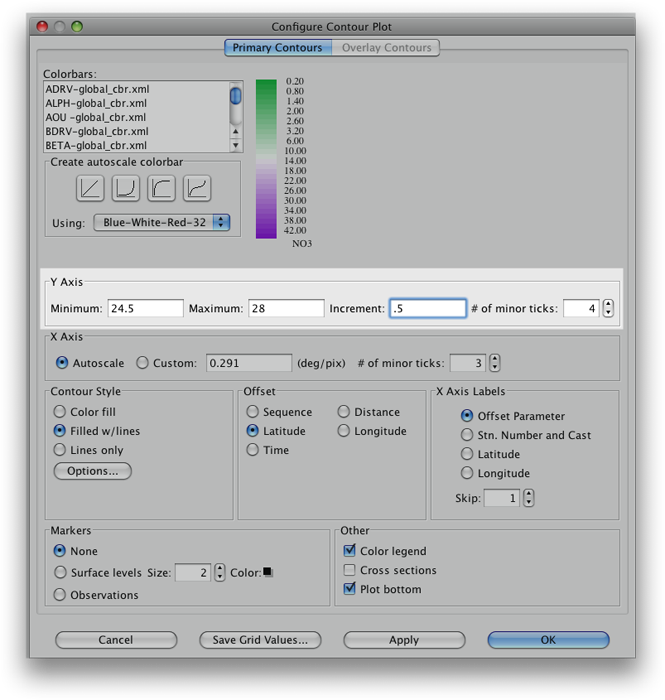 Configure Contour Plot
Primary Contours Overlay Contours
Colorbars:
ADRV-global_cbr.xml
ALPH-global_cbr.xml
AOU -global_cbr.xml
BDRV-global_cbr.xml
BETA-global_cbr.xml
Create autoscale colorbar
Using: Blue-White-Red-32
0.20
0.80
1.40
2.00
2.60
3.20
6.00
10.00
14.00
18.00
22.00
26.00
30.00
34.00
38.00
42.00
NO3
Y Axis
Minimum: 24.5 Maximum: 28 Increment: .5 # of minor ticks: 4
X Axis
Autoscale Custom: 0.291 (deg/pix) # of minor ticks: 3
Contour Style
Color fill
Filled w/lines
Lines only
Options...
Offset
Sequence Distance
Latitude Longitude
Time
X Axis Labels
Offset Parameter
Stn. Number and Cast
Latitude
Longitude
Skip: 1
Markers
None
Surface levels Size: 2 Color:
Observations
Other
Color legend
Cross sections
Plot bottom
Cancel Save Grid Values... Apply OK